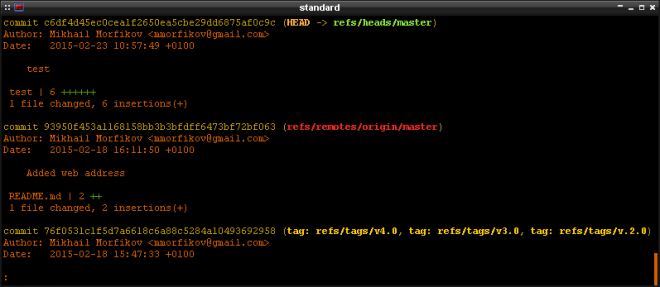 standard
commit c6df4d45ec0cea1f2650ea5cbe29dd6875af0c9c (HEAD -> refs/heads/master)
Author: Mikhail Morfikov <mmorfikov@gmail.com>
Date:   2015-02-23 10:57:49 +0100
test
test | 6 ++++++
1 file changed, 6 insertions(+)
commit 93950f453a1168158bb3b3bfdff6473bf72bf063 (refs/remotes/origin/master)
Author: Mikhail Morfikov <mmorfikov@gmail.com>
Date:   2015-02-18 16:11:50 +0100
Added web address
README.md | 2 ++
1 file changed, 2 insertions(+)
commit 76f0531c1f5d7a6618c6a88c5284a10493692958 (tag: refs/tags/v4.0, tag: refs/tags/v3.0, tag: refs/tags/v.2.0)
Author: Mikhail Morfikov <mmorfikov@gmail.com>
Date:   2015-02-18 15:47:33 +0100
: